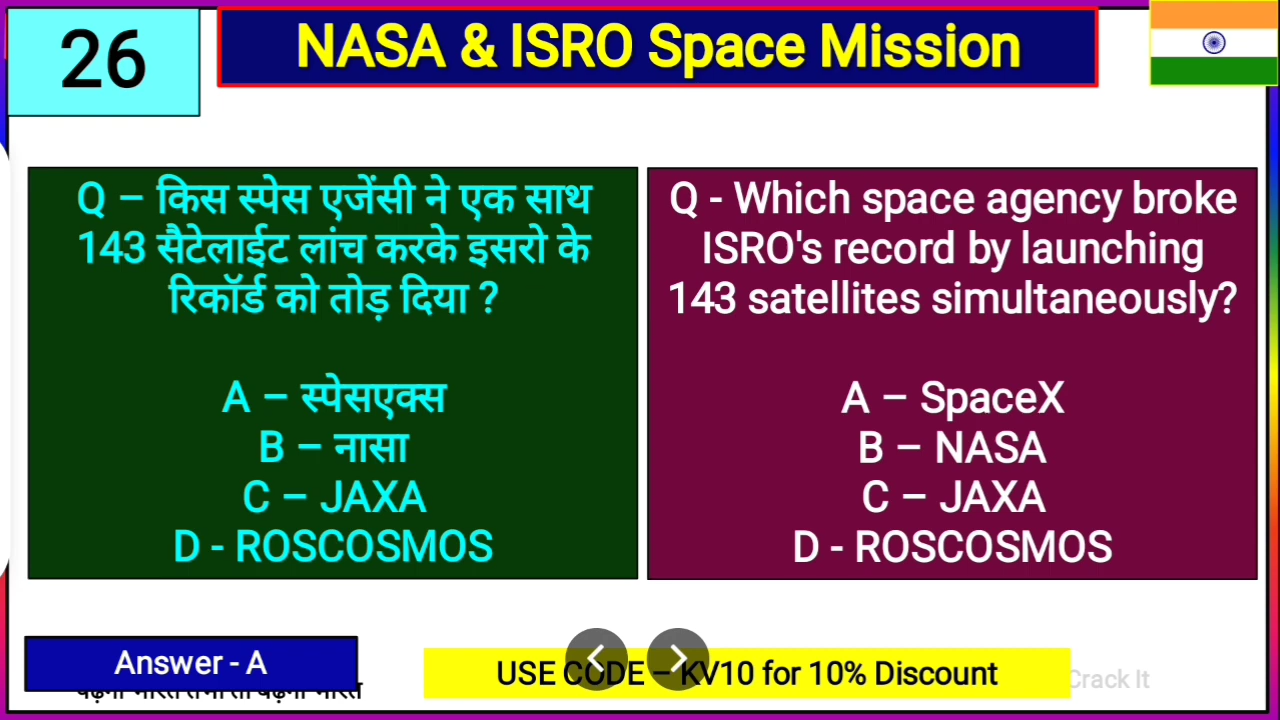 26
NASA & ISRO Space Mission
Q – किस स्पेस एजेंसी ने एक साथ
143 सैटेलाईट लांच करके इसरो के
रिकॉर्ड को तोड़ दिया ?
A – स्पेसएक्स
B – नासा
C – JAXA
D - ROSCOSMOS
Q - Which space agency broke
ISRO's record by launching
143 satellites simultaneously?
A – SpaceX
B – NASA
C – JAXA
D - ROSCOSMOS
Answer - A
USE CODE – KV10 for 10% Discount
Crack It